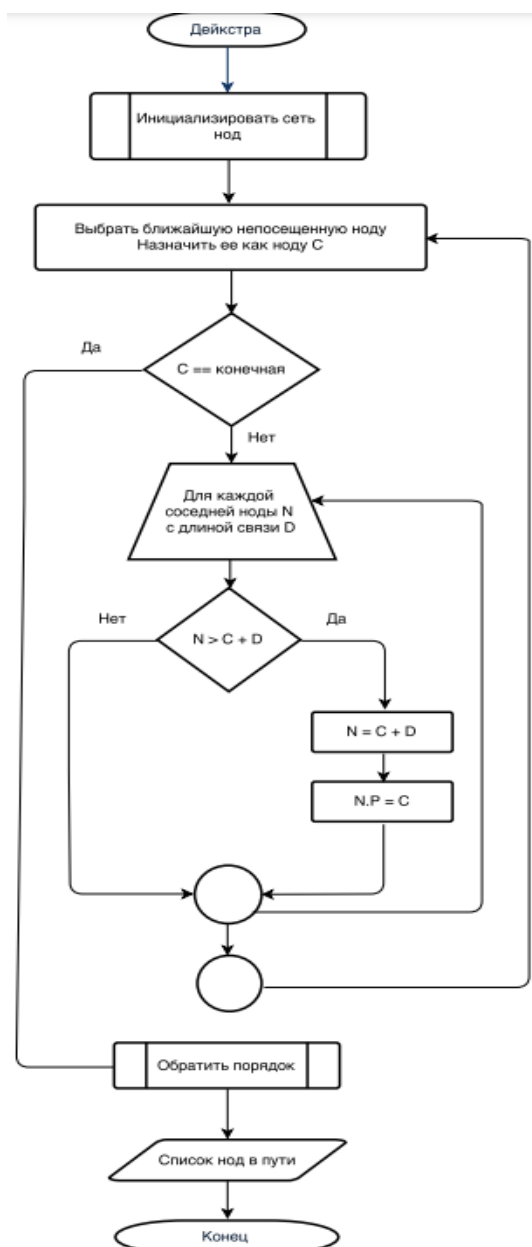 Дейкстра
Инициализировать сеть
нод
Выбрать ближайшую непосещенную ноду
Назначить ее как ноду C
Да
C == конечная
Нет
Для каждой
соседней ноды N
с длиной связи D
Нет
Да
N > C + D
N = C + D
N.P = C
Обратить порядок
Список нод в пути
Конец